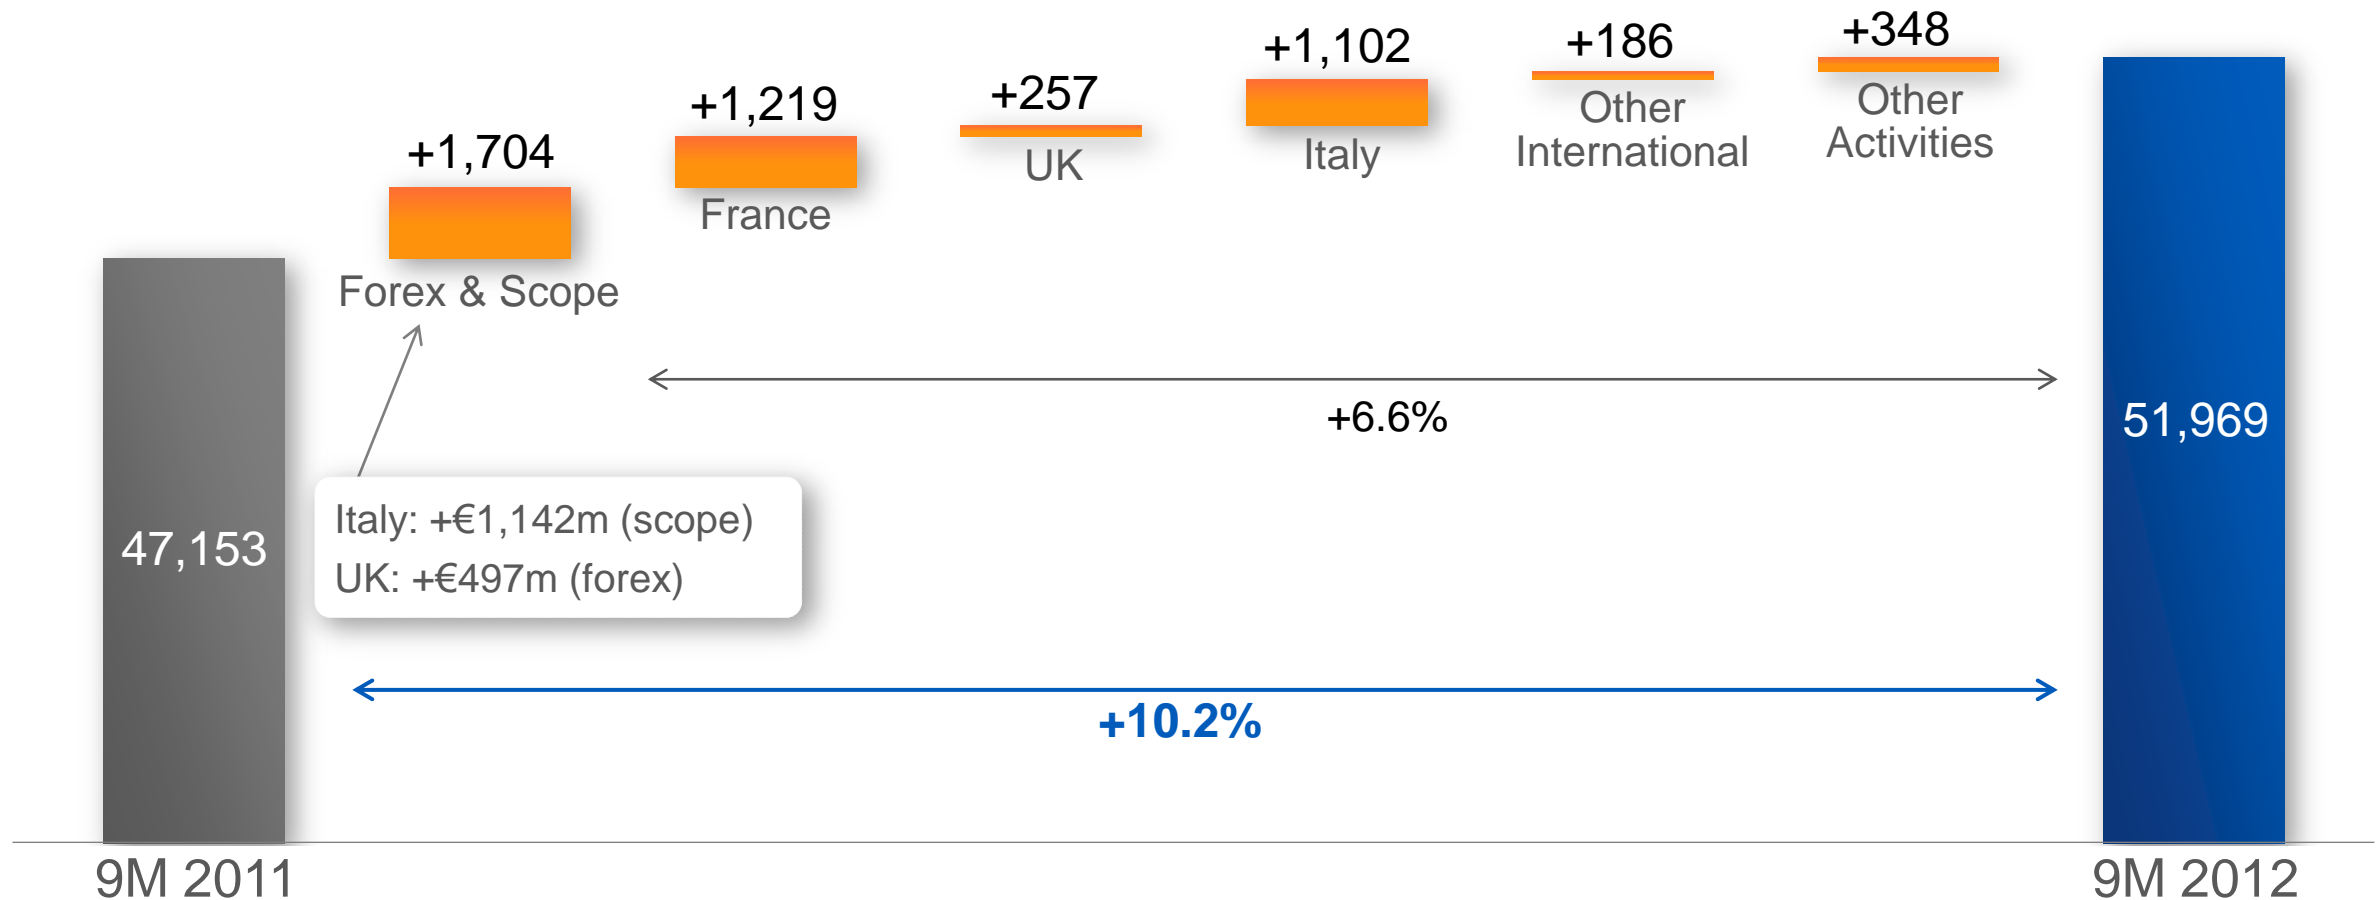 +1,704
Forex & Scope
+1,219
France
+257
UK
+1,102
Italy
+186
Other
International
+348
Other
Activities
+6.6%
Italy: +€1,142m (scope)
UK: +€497m (forex)
+10.2%
47,153
51,969
9M 2011
9M 2012